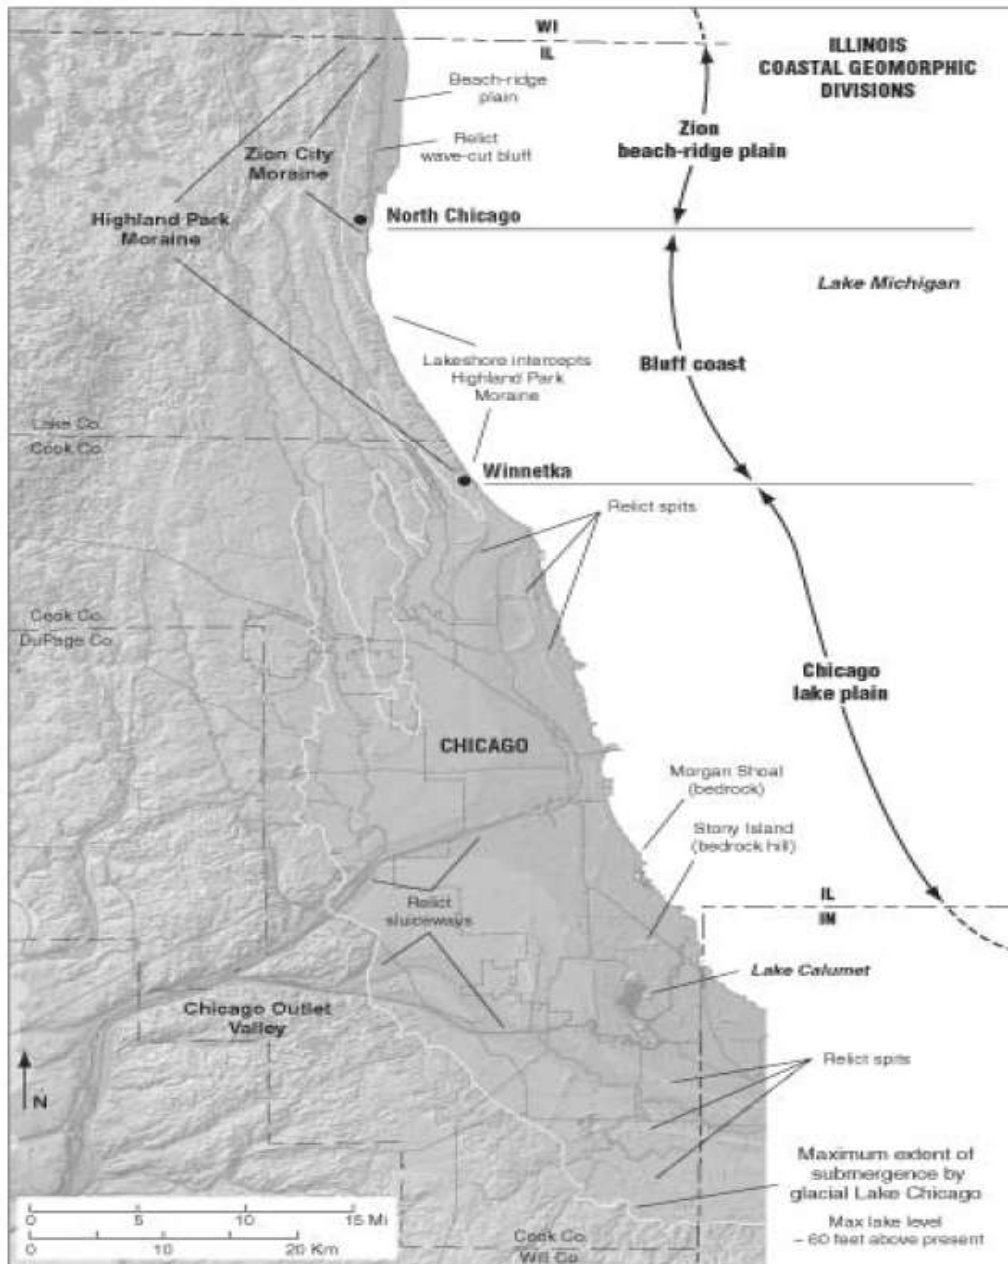 WI
IL
ILLINOIS
COASTAL GEOMORPHIC
DIVISIONS
Beach-ridge
plain
Zion
beach-ridge plain
Relict
wave-cut bluff
Zion City
Moraine
Highland Park
Moraine
North Chicago
Lake Michigan
Lakeshore intercepts
Highland Park
Moraine
Bluff coast
Lake Co.
Cook Co.
Winnetka
Relict spits
Cook Co.
DuPage Co.
Chicago
lake plain
CHICAGO
Morgan Shoal
(bedrock)
Stony Island
(bedrock hill)
Relict
sluiceways
IL
IN
Lake Calumet
Chicago Outlet
Valley
Relict spits
N
Maximum extent of
submergence by
glacial Lake Chicago
Max lake level
~ 60 feet above present
0 5 10 15 Mi
0 10 20 Km
Cook Co.
Will Co.